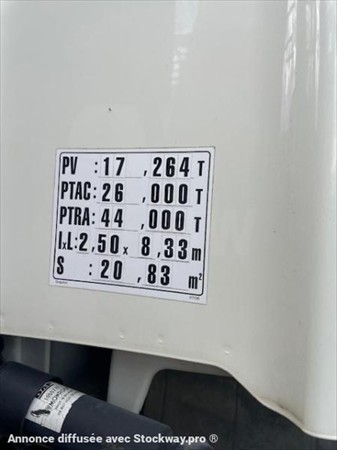 PV : 17 , 264 T
PTAC : 26 , 000 T
PTRA : 44 , 000 T
IxL : 2,50 x 8,33 m
S : 20 , 83 m²
Annonce diffusée avec Stockway.pro ®